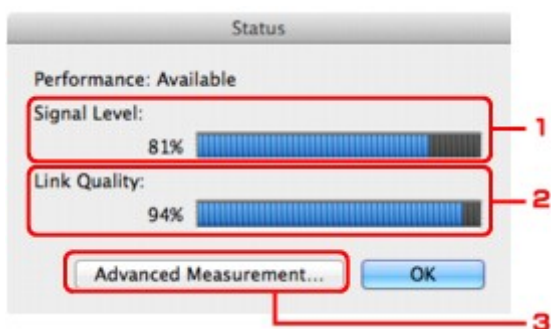 Status
Performance: Available
Signal Level:
1
81%
Link Quality:
2
94%
Advanced Measurement...
OK
3